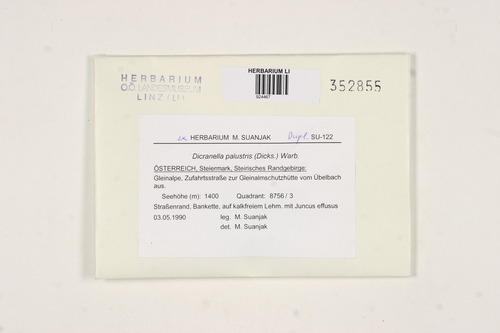 HERBARIUM
O.Ö. LANDESMUSEUM
LINZ (LI)
HERBARIUM LI
352855
ex HERBARIUM M. SUANJAK Dupl. SU-122
Dicranella palustris (Dicks.) Warb.
ÖSTERREICH, Steiermark, Steirisches Randgebirge:
Gleinalpe, Zufahrtsstraße zur Gleinalmschutzhütte vom Übelbach
aus.
Seehöhe (m): 1400 Quadrant: 8756 / 3
Straßenrand, Bankette, auf kalkfreiem Lehm. mit Juncus effusus
03.05.1990 leg. M. Suanjak
det. M. Suanjak